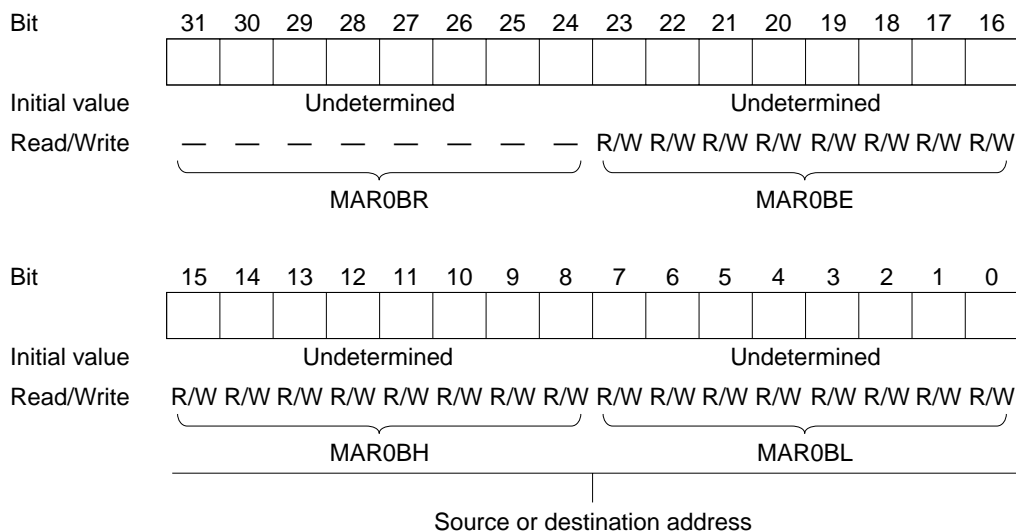 Bit 31 30 29 28 27 26 25 24 23 22 21 20 19 18 17 16
Initial value Undetermined Undetermined
Read/Write — — — — — — — — R/W R/W R/W R/W R/W R/W R/W R/W
MAR0BR MAR0BE
Bit 15 14 13 12 11 10 9 8 7 6 5 4 3 2 1 0
Initial value Undetermined Undetermined
Read/Write R/W R/W R/W R/W R/W R/W R/W R/W R/W R/W R/W R/W R/W R/W R/W R/W
MAR0BH MAR0BL
Source or destination address